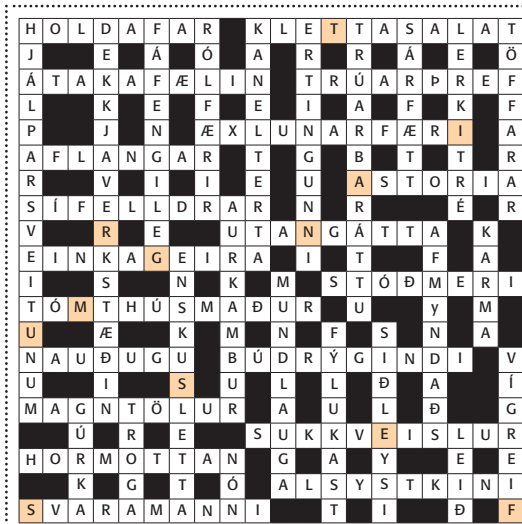 HOLDAFAR KLETTASALAT
J E Á Ó A R R Á E Ö
ÁTAKAFÆLIN TRÚARÞREF
L K E F E I A F K F
P J N ÆXLUNARFÆRI A
AFLANGAR T G B T T R
R V I I E U ASTORIA
SÍFELLDRAR N R É R
V R E UTANGÁTTA K
EINKAGEIRA I T F A
I S N K M STÓÐMERI
TÓMTHÚSMAÐUR U Y M
U Æ K M N F S N A
NAUÐUGU BÚDRÝGINDI V
U I S U L L Ð A Í
MAGNTÖLUR A U L Ð G
Ú R E SUKKVEISLUR
HORMOTTAN G A Y E E
K G T Ó ALSYSTKINI
SVARAMANNI T I Ð F